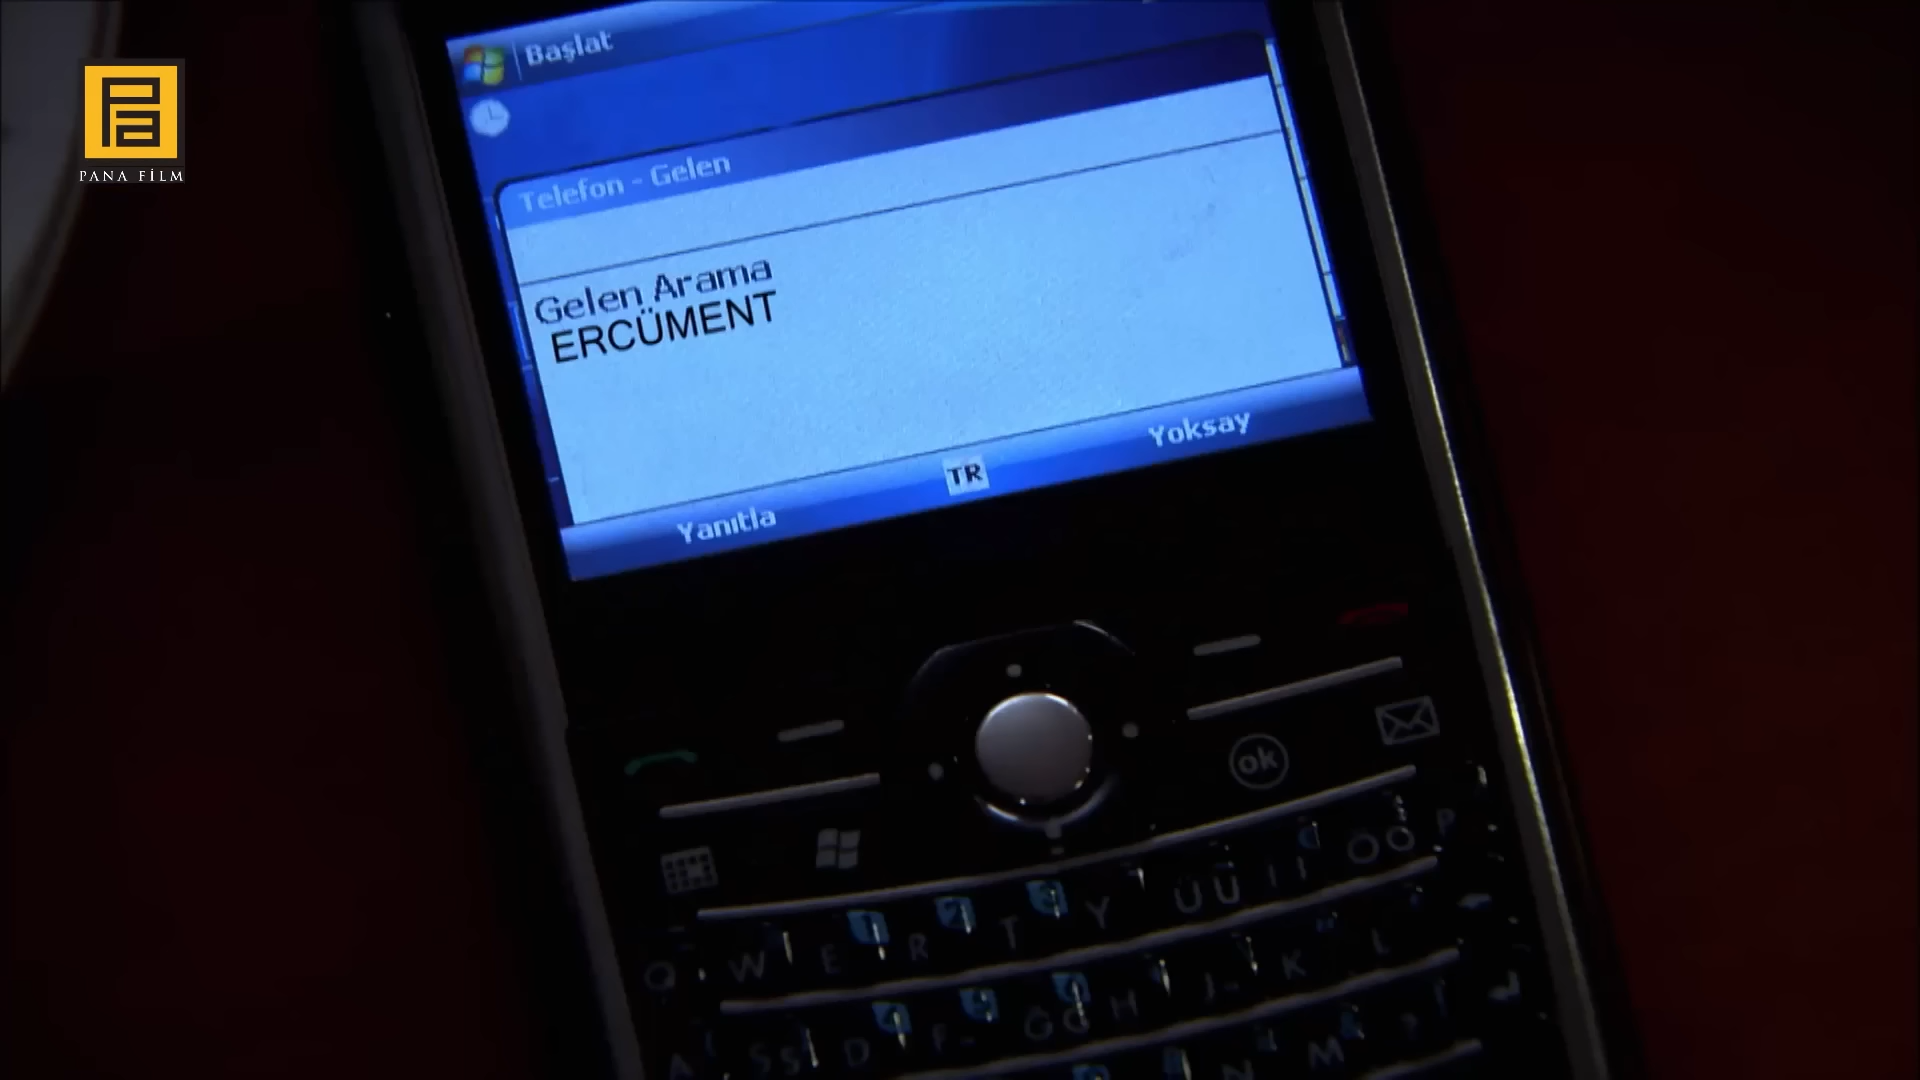 Başlat
PANA FİLM
Telefon - Gelen
Gelen Arama
ERCÜMENT
Yoksay
TR
Yanıtla
ok
Q W E R T Y Ü Ü I İ O Ö P
A S Ş D F G Ğ H J K L
N M